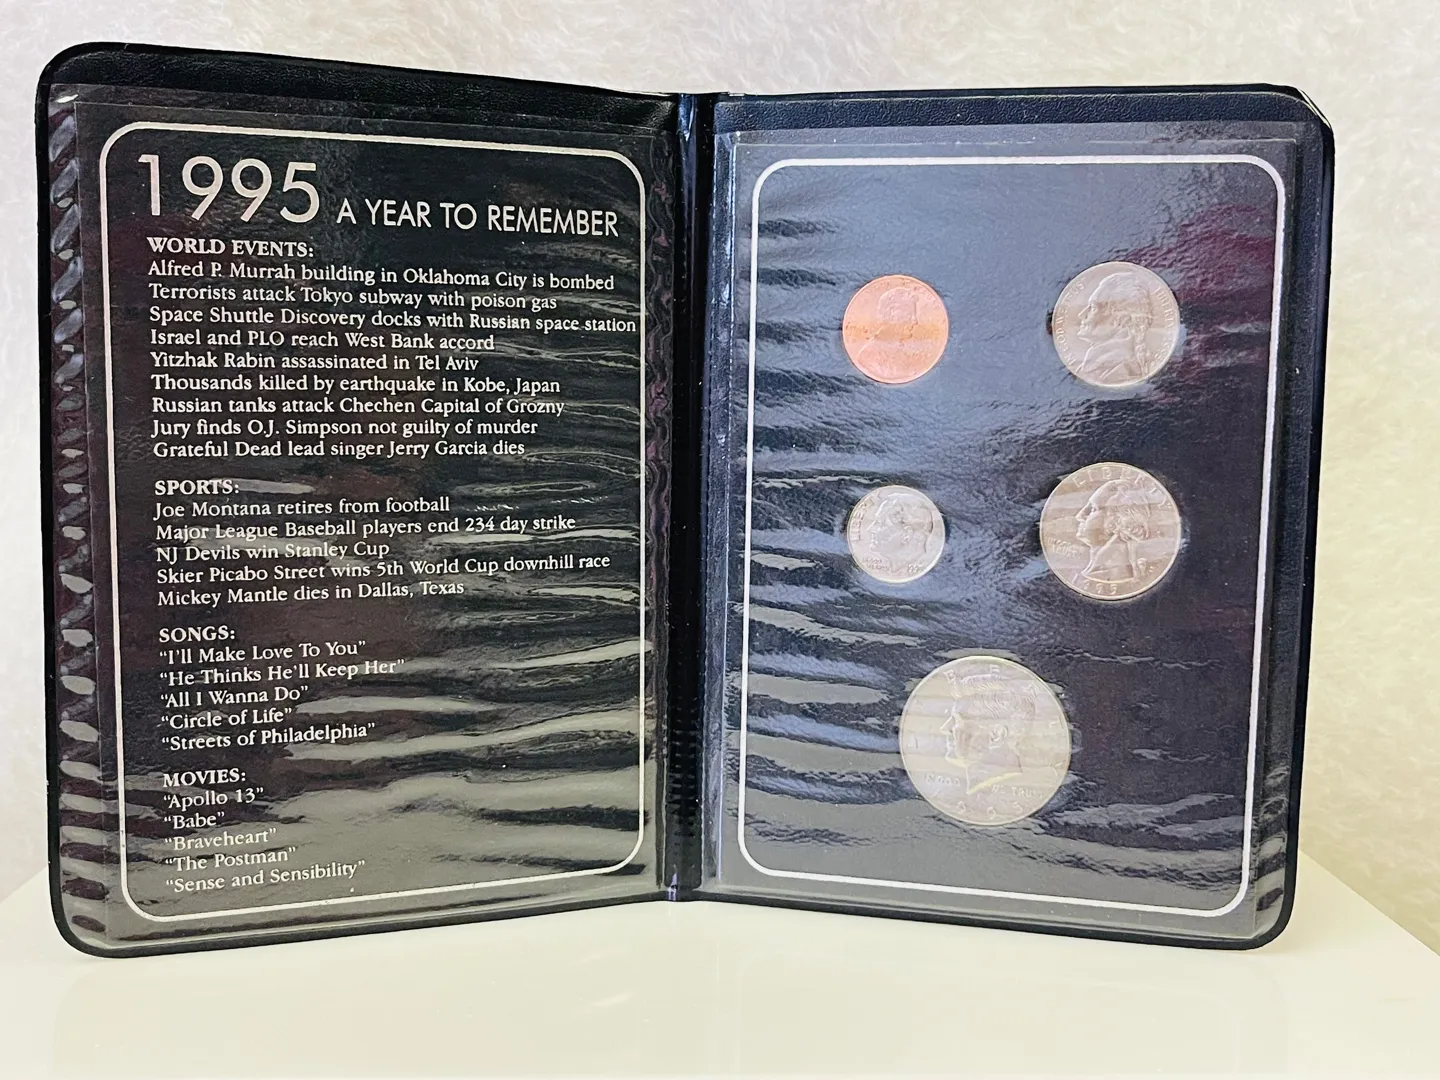 1995 A YEAR TO REMEMBER
WORLD EVENTS:
Alfred P. Murrah building in Oklahoma City is bombed
Terrorists attack Tokyo subway with poison gas
Space Shuttle Discovery docks with Russian space station
Israel and PLO reach West Bank accord
Yitzhak Rabin assassinated in Tel Aviv
Thousands killed by earthquake in Kobe, Japan
Russian tanks attack Chechen Capital of Grozny
Jury finds O.J. Simpson not guilty of murder
Grateful Dead lead singer Jerry Garcia dies
SPORTS:
Joe Montana retires from football
Major League Baseball players end 234 day strike
NJ Devils win Stanley Cup
Skier Picabo Street wins 5th World Cup downhill race
Mickey Mantle dies in Dallas, Texas
SONGS:
“I’ll Make Love To You”
“He Thinks He’ll Keep Her”
“All I Wanna Do”
“Circle of Life”
“Streets of Philadelphia”
MOVIES:
“Apollo 13”
“Babe”
“Braveheart”
“The Postman”
“Sense and Sensibility”
LIBERTY
1995